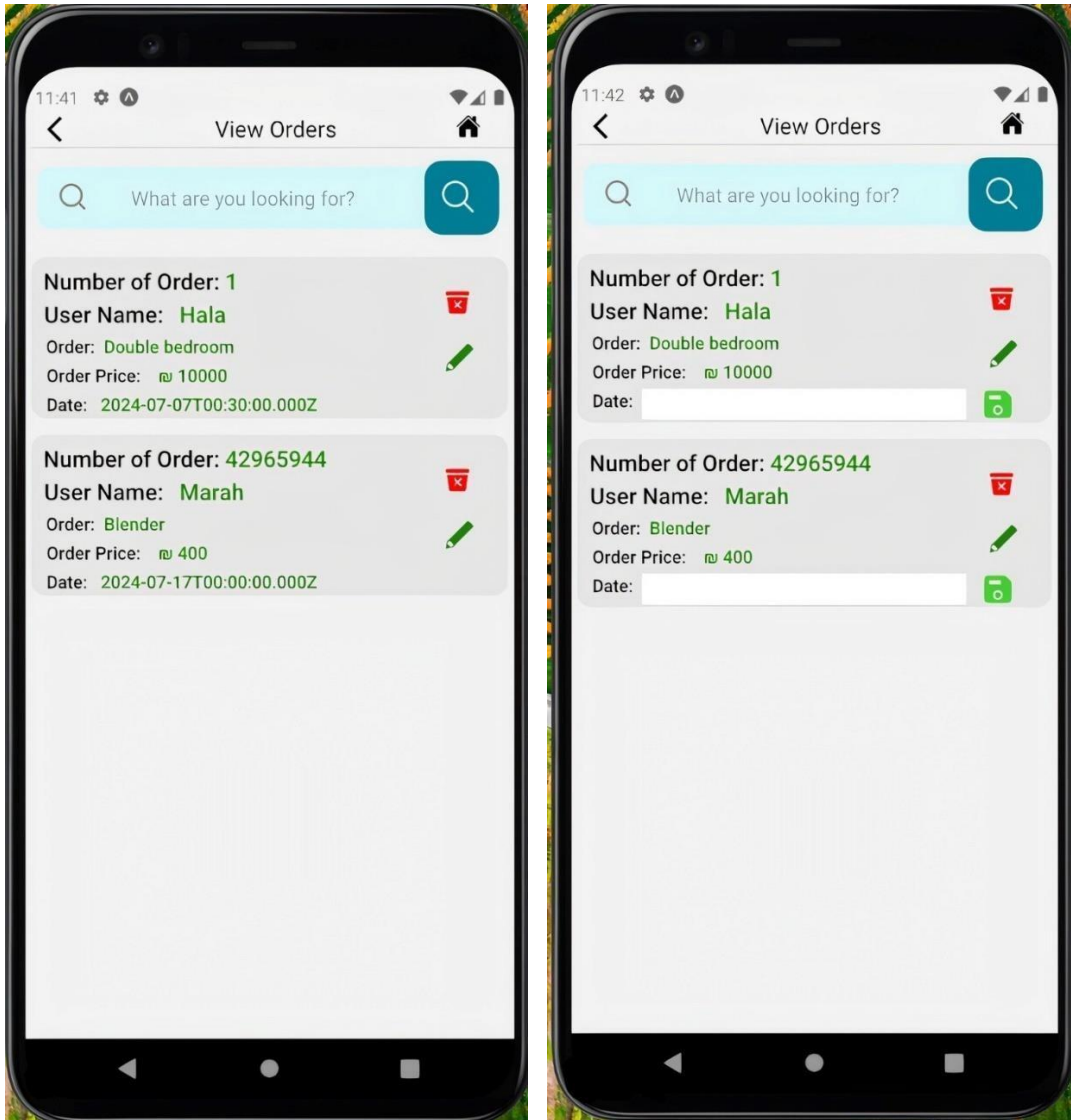 11:41
View Orders
What are you looking for?
Number of Order: 1
User Name: Hala
Order: Double bedroom
Order Price: ₪ 10000
Date: 2024-07-07T00:30:00.000Z
Number of Order: 42965944
User Name: Marah
Order: Blender
Order Price: ₪ 400
Date: 2024-07-17T00:00:00.000Z
11:42
View Orders
What are you looking for?
Number of Order: 1
User Name: Hala
Order: Double bedroom
Order Price: ₪ 10000
Date:
Number of Order: 42965944
User Name: Marah
Order: Blender
Order Price: ₪ 400
Date: